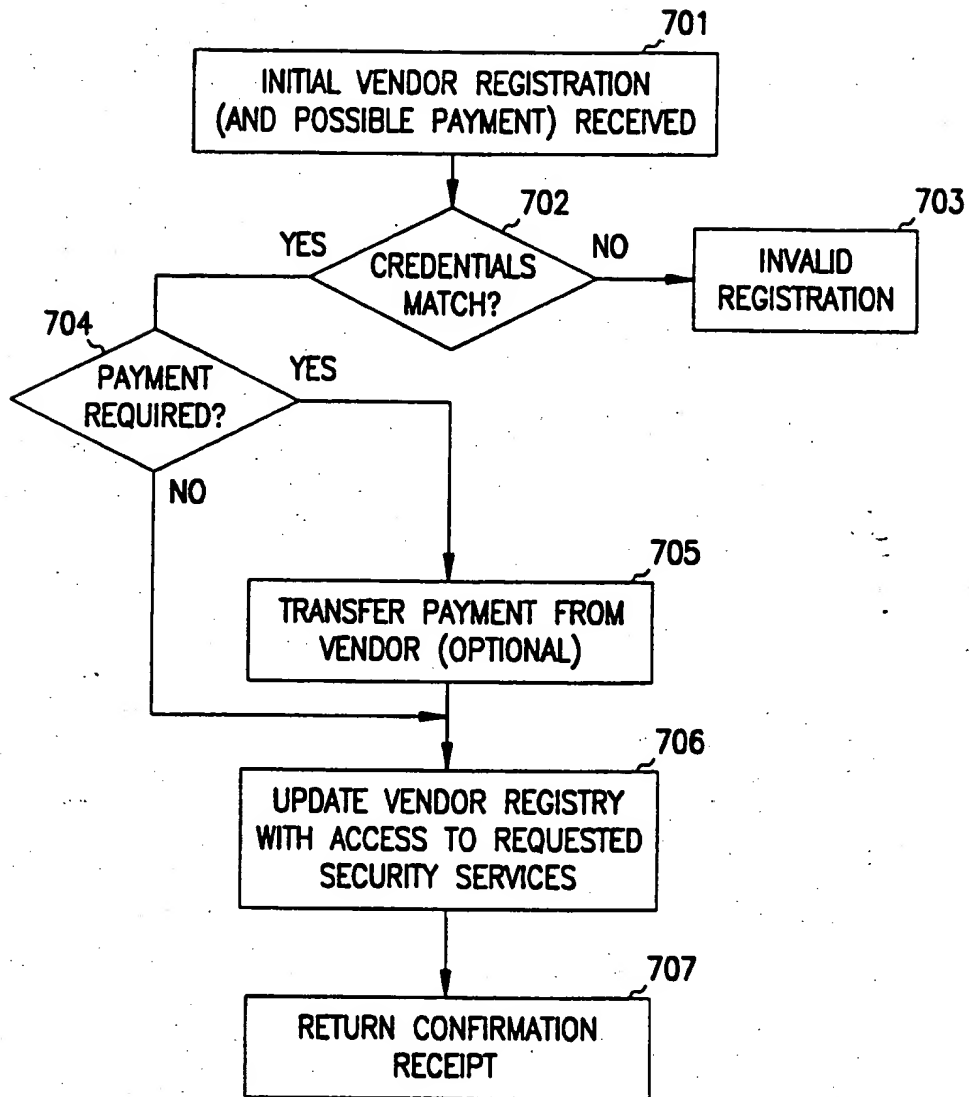 701
INITIAL VENDOR REGISTRATION
(AND POSSIBLE PAYMENT) RECEIVED
702
703
YES
CREDENTIALS
MATCH?
NO
INVALID
REGISTRATION
704
PAYMENT
REQUIRED?
YES
NO
705
TRANSFER PAYMENT FROM
VENDOR (OPTIONAL)
706
UPDATE VENDOR REGISTRY
WITH ACCESS TO REQUESTED
SECURITY SERVICES
707
RETURN CONFIRMATION
RECEIPT